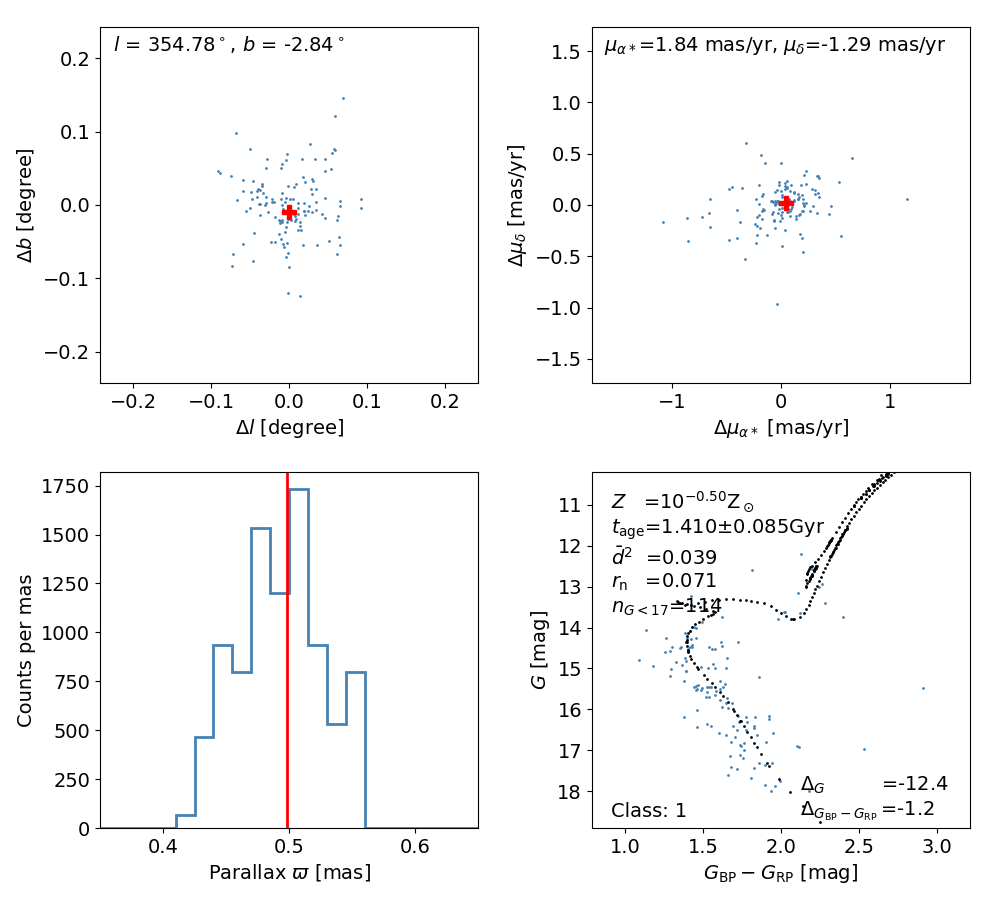 l = 354.78°, b = -2.84°
0.2
0.1
0.0
−0.1
−0.2
Δb [degree]
−0.2 −0.1 0.0 0.1 0.2
Δl [degree]
μα*=1.84 mas/yr, μδ=-1.29 mas/yr
1.5
1.0
0.5
0.0
−0.5
−1.0
−1.5
Δμδ [mas/yr]
−1 0 1
Δμα* [mas/yr]
1750
1500
1250
1000
750
500
250
0
Counts per mas
0.4 0.5 0.6
Parallax ϖ [mas]
Z =10^−0.50 Z⊙
t_age=1.410±0.085Gyr
d̄² =0.039
r_n =0.071
n_G<17=114
11
12
13
14
15
16
17
18
G [mag]
Δ_G =-12.4
Δ_G_BP−G_RP =-1.2
Class: 1
1.0 1.5 2.0 2.5 3.0
G_BP − G_RP [mag]